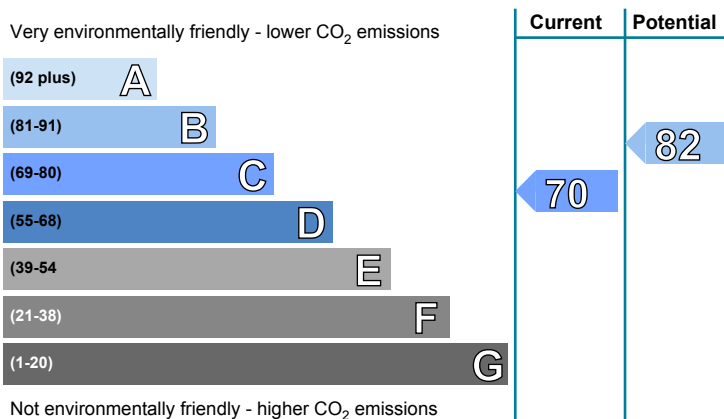 Very environmentally friendly - lower CO2 emissions
Current
Potential
(92 plus) A
(81-91) B
(69-80) C
(55-68) D
(39-54 E
(21-38) F
(1-20) G
82
70
Not environmentally friendly - higher CO2 emissions